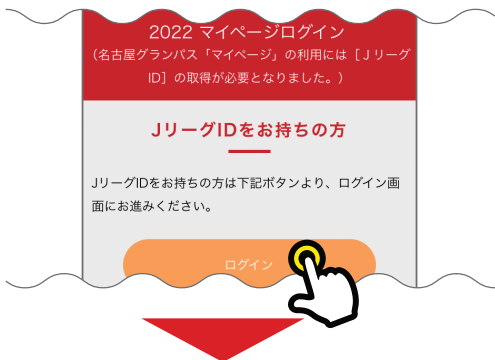 2022 マイページログイン
（名古屋グランパス「マイページ」の利用には［Ｊリーグ
ID］の取得が必要となりました。）
JリーグIDをお持ちの方
JリーグIDをお持ちの方は下記ボタンより、ログイン画
面にお進みください。
ログイン